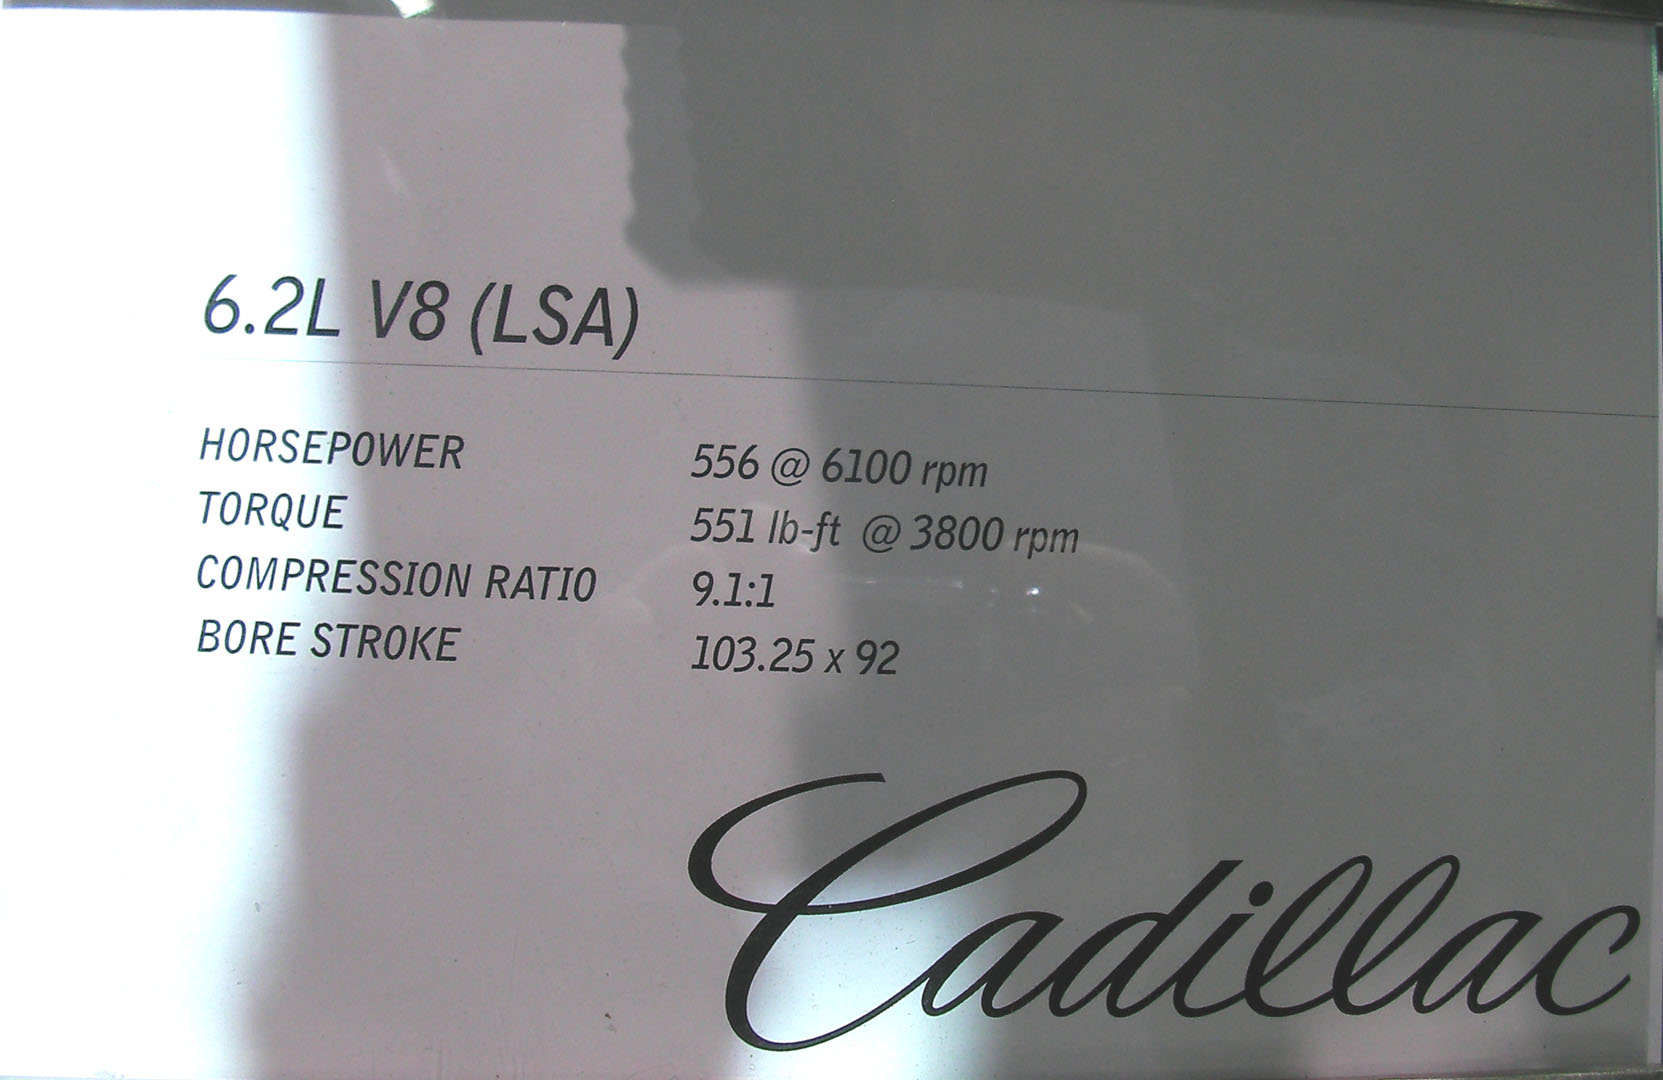 6.2L V8 (LSA)
HORSEPOWER 556 @ 6100 rpm
TORQUE 551 lb-ft @ 3800 rpm
COMPRESSION RATIO 9.1:1
BORE STROKE 103.25 x 92
Cadillac